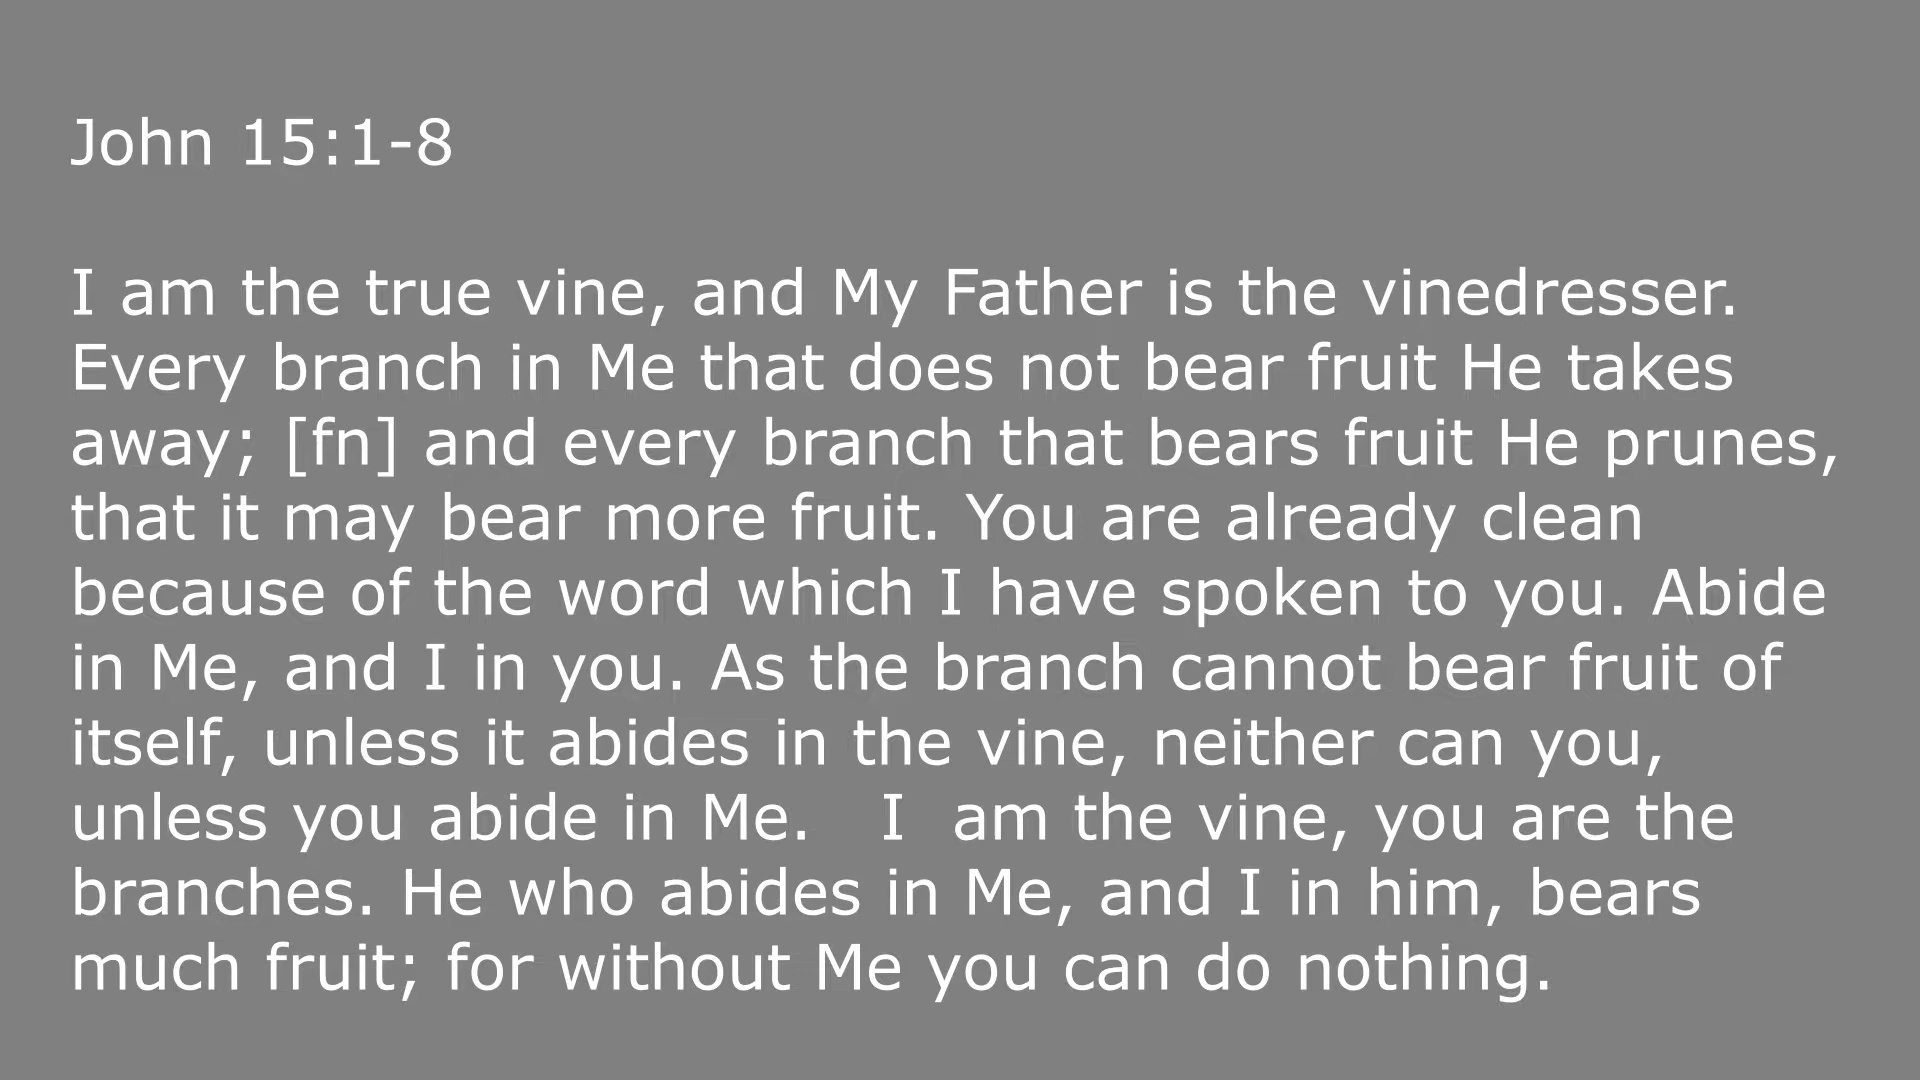 John 15:1-8
I am the true vine, and My Father is the vinedresser.
Every branch in Me that does not bear fruit He takes
away; [fn] and every branch that bears fruit He prunes,
that it may bear more fruit. You are already clean
because of the word which I have spoken to you. Abide
in Me, and I in you. As the branch cannot bear fruit of
itself, unless it abides in the vine, neither can you,
unless you abide in Me.   I  am the vine, you are the
branches. He who abides in Me, and I in him, bears
much fruit; for without Me you can do nothing.